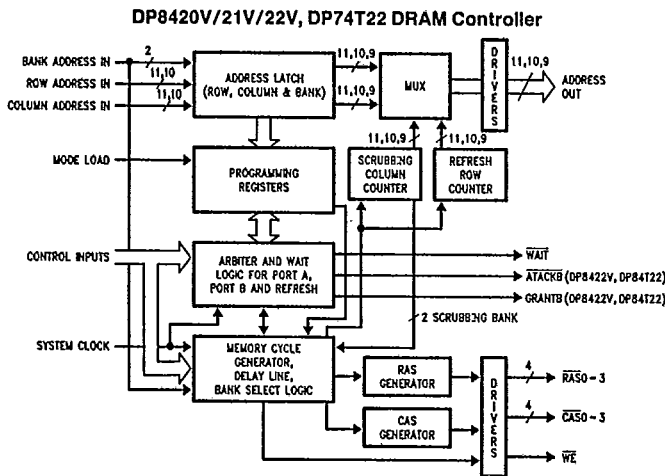 DP8420V/21V/22V, DP74T22 DRAM Controller
BANK ADDRESS IN
2
ROW ADDRESS IN
11,10
COLUMN ADDRESS IN
11,10
ADDRESS LATCH
(ROW, COLUMN & BANK)
11,10,9
11,10,9
MUX
DRIVERS
11,10,9
ADDRESS
OUT
11,10,9
11,10,9
MODE LOAD
PROGRAMMING
REGISTERS
SCRUBBING
COLUMN
COUNTER
REFRESH
ROW
COUNTER
CONTROL INPUTS
ARBITER AND WAIT
LOGIC FOR PORT A,
PORT B AND REFRESH
WAIT
ATACKB (DP8422V, DP84T22)
GRANTB (DP8422V, DP84T22)
2 SCRUBBING BANK
SYSTEM CLOCK
MEMORY CYCLE
GENERATOR,
DELAY LINE,
BANK SELECT LOGIC
RAS
GENERATOR
CAS
GENERATOR
DRIVERS
4
RAS0-3
4
CAS0-3
WE